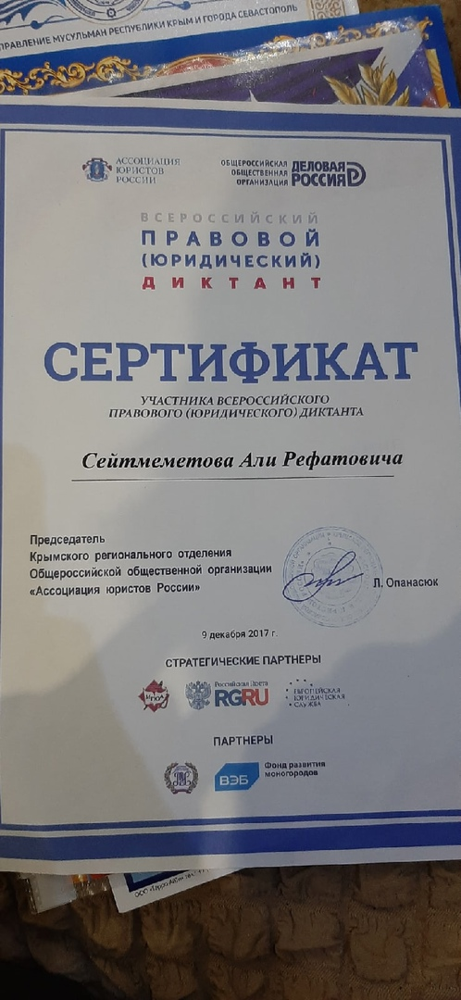 ПРАВЛЕНИЕ МУСУЛЬМАН РЕСПУБЛИКИ КРЫМ И ГОРОДА СЕВАСТОПОЛЬ
АССОЦИАЦИЯ
ЮРИСТОВ
РОССИИ
ОБЩЕРОССИЙСКАЯ
ОБЩЕСТВЕННАЯ
ОРГАНИЗАЦИЯ
ДЕЛОВАЯ
РОССИЯ
ВСЕРОССИЙСКИЙ
ПРАВОВОЙ
(ЮРИДИЧЕСКИЙ)
ДИКТАНТ
СЕРТИФИКАТ
УЧАСТНИКА ВСЕРОССИЙСКОГО
ПРАВОВОГО (ЮРИДИЧЕСКОГО) ДИКТАНТА
Сейтмеметова Али Рефатовича
Председатель
Крымского регионального отделения
Общероссийской общественной организации
«Ассоциация юристов России»
Л. Опанасюк
9 декабря 2017 г.
СТРАТЕГИЧЕСКИЕ ПАРТНЕРЫ
Российская Газета
RGRU
ЕВРОПЕЙСКАЯ
ЮРИДИЧЕСКАЯ
СЛУЖБА
ПАРТНЕРЫ
ВЭБ
Фонд развития
моногородов